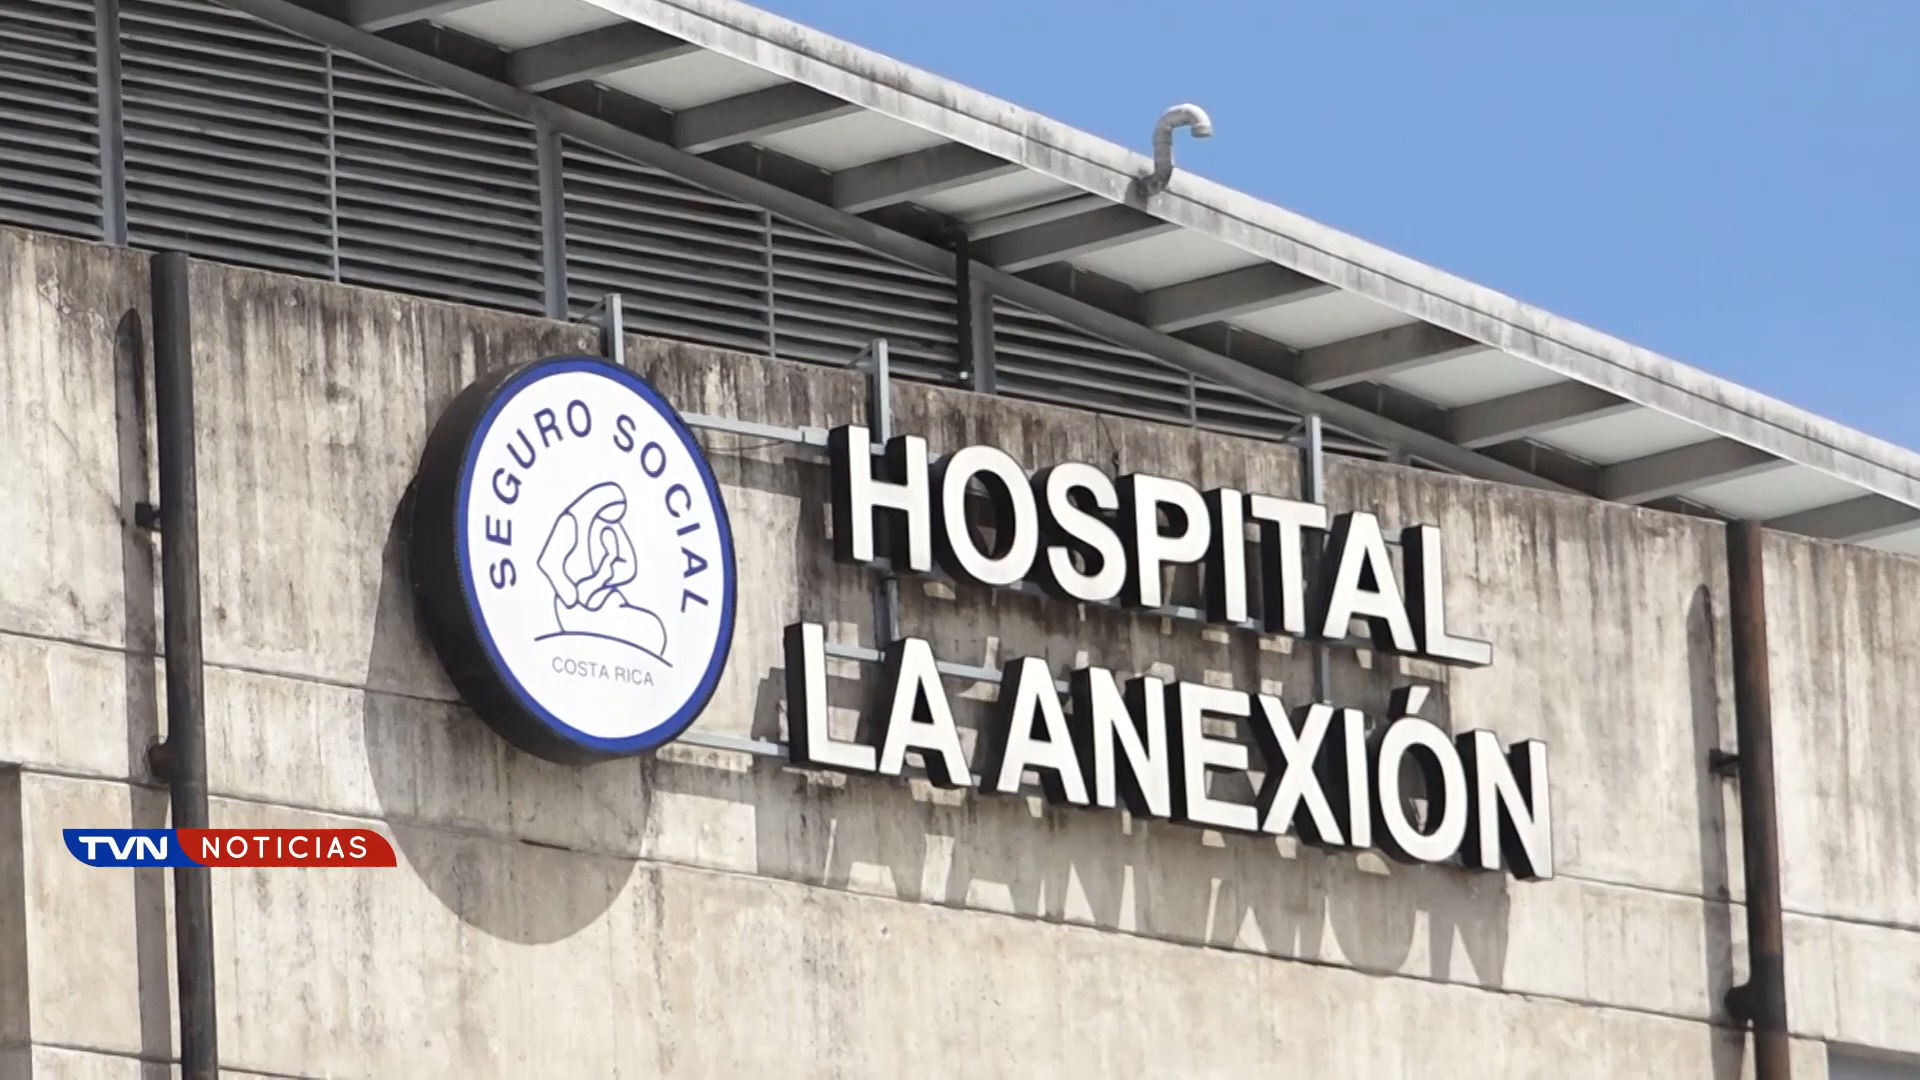 SEGURO SOCIAL
COSTA RICA
HOSPITAL
LA ANEXIÓN
TVN NOTICIAS